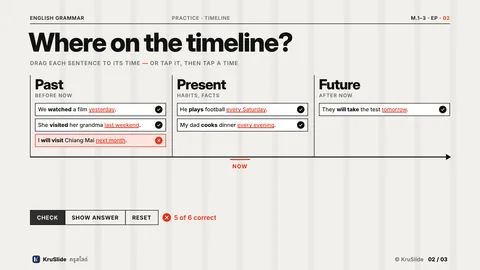 ENGLISH GRAMMAR
PRACTICE · TIMELINE
M.1–3 · EP · 02
Where on the timeline?
DRAG EACH SENTENCE TO ITS TIME — OR TAP IT, THEN TAP A TIME
Past
BEFORE NOW
We watched a film yesterday.
She visited her grandma last weekend.
I will visit Chiang Mai next month.
Present
HABITS, FACTS
He plays football every Saturday.
My dad cooks dinner every evening.
Future
AFTER NOW
They will take the test tomorrow.
NOW
CHECK
SHOW ANSWER
RESET
5 of 6 correct
KruSlide ครูสไลด์
© KruSlide 02 / 03